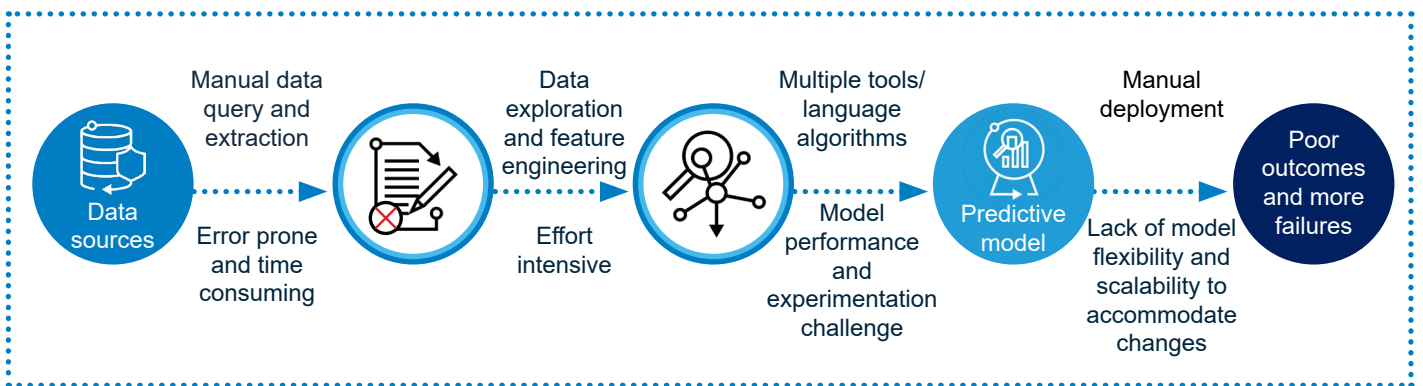 Data
sources
Manual data
query and
extraction
Error prone
and time
consuming
Data
exploration
and feature
engineering
Effort
intensive
Multiple tools/
language
algorithms
Model
performance
and
experimentation
challenge
Predictive
model
Manual
deployment
Lack of model
flexibility and
scalability to
accommodate
changes
Poor
outcomes
and more
failures